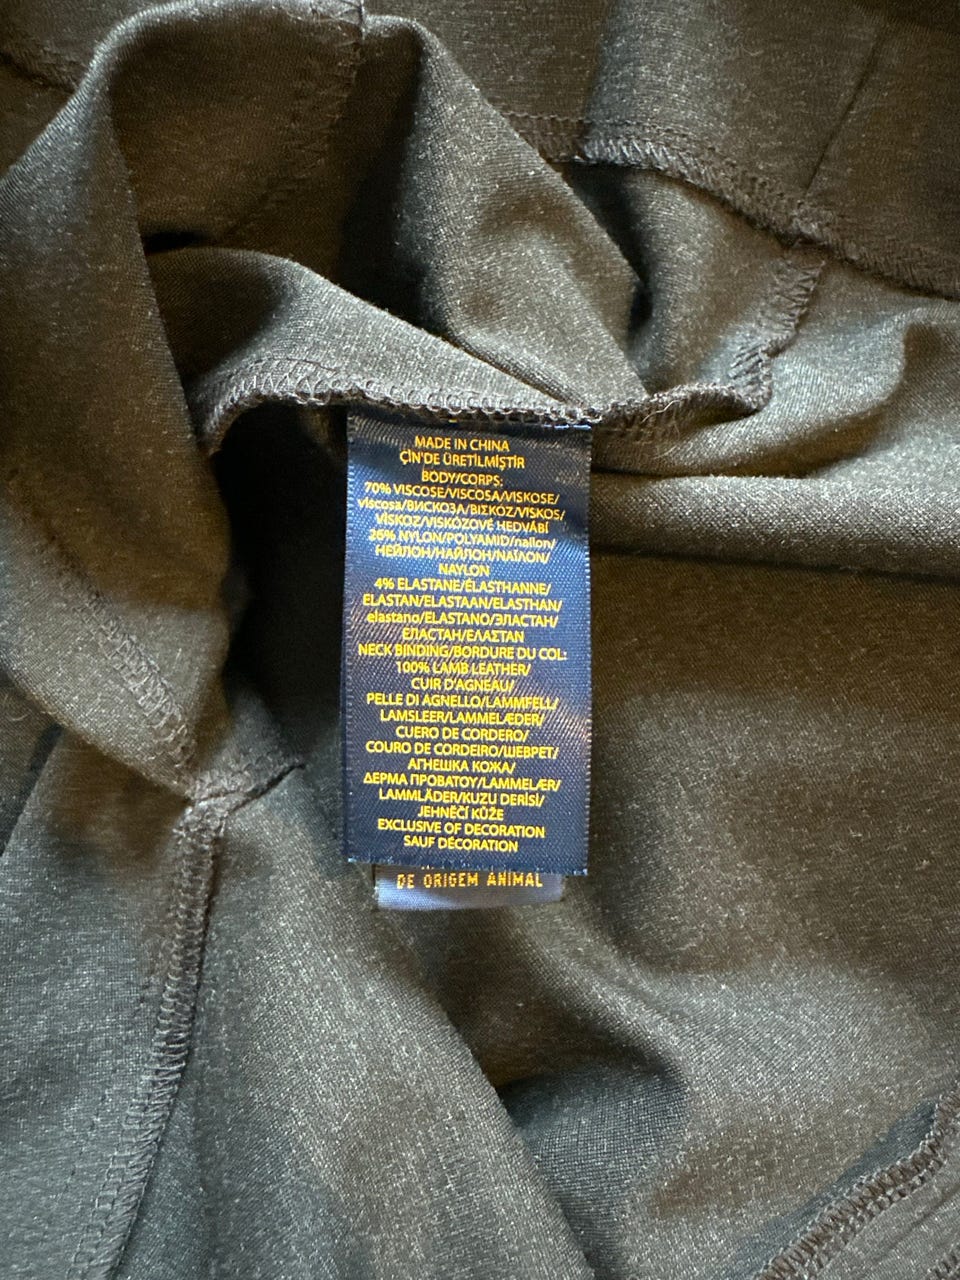 MADE IN CHINA
ÇİN'DE ÜRETİLMİŞTİR
BODY/CORPS:
70% VISCOSE/VISCOSA/VISKOSE/
viscosa/ВИСКОЗА/ΒΙΣΚΟΖ/VISKOS/
VİSKOZ/VISKÓZOVÉ HEDVÁBÍ
26% NYLON/POLYAMID/nailon/
НЕЙЛОН/НАЙЛОН/ΝΑΪΛΟΝ/
NAYLON
4% ELASTANE/ÉLASTHANNE/
ELASTAN/ELASTAAN/ELASTHAN/
elastano/ELASTANO/ЭЛАСТАН/
ЕЛАСТАН/ΕΛΑΣΤΑΝ
NECK BINDING/BORDURE DU COL:
100% LAMB LEATHER/
CUIR D'AGNEAU/
PELLE DI AGNELLO/LAMMFELL/
LAMSLEER/LAMMELÆDER/
CUERO DE CORDERO/
COURO DE CORDEIRO/ШЕВРЕТ/
АГНЕШКА КОЖА/
ΔΕΡΜΑ ΠΡΟΒΑΤΟΥ/LAMMELÆR/
LAMMLÄDER/KUZU DERİSİ/
JEHNĚČÍ KŮŽE
EXCLUSIVE OF DECORATION
SAUF DÉCORATION
DE ORIGEM ANIMAL